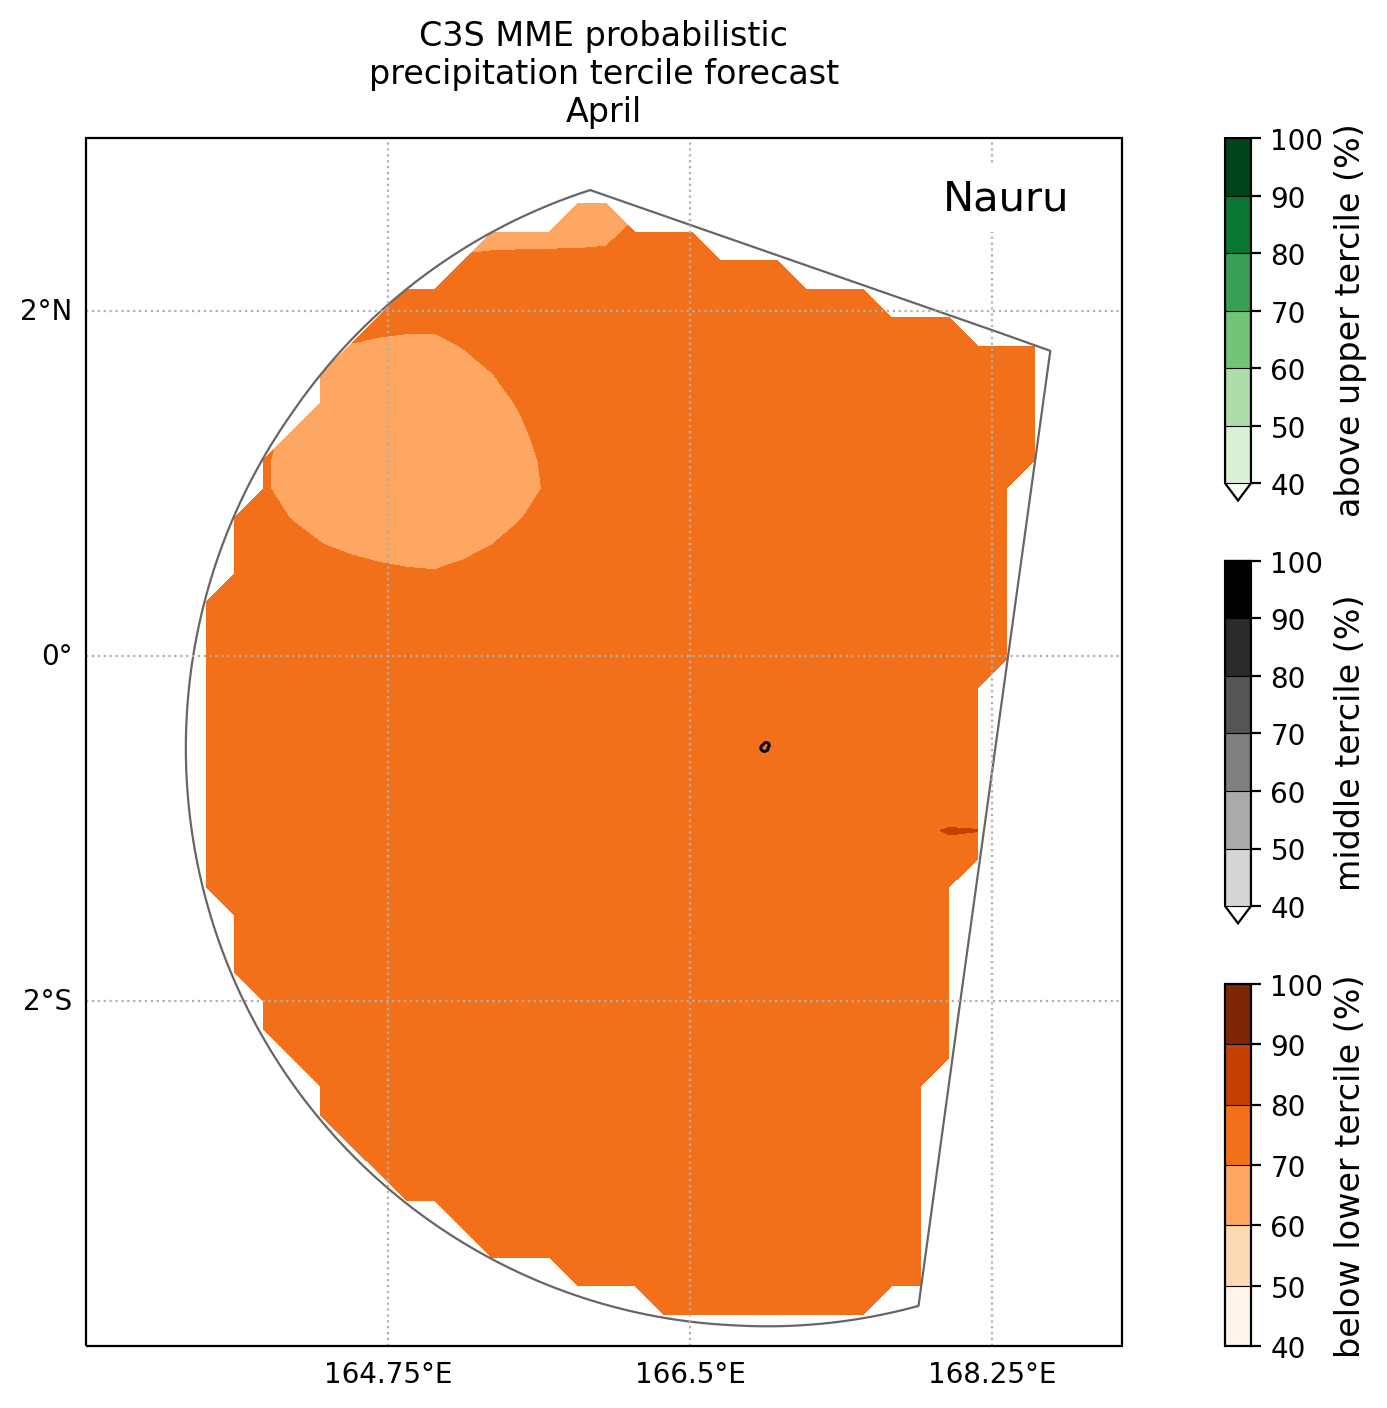 C3S MME probabilistic
precipitation tercile forecast
April
Nauru
2°N
0°
2°S
164.75°E
166.5°E
168.25°E
100
90
80
70
60
50
40
above upper tercile (%)
100
90
80
70
60
50
40
middle tercile (%)
100
90
80
70
60
50
40
below lower tercile (%)